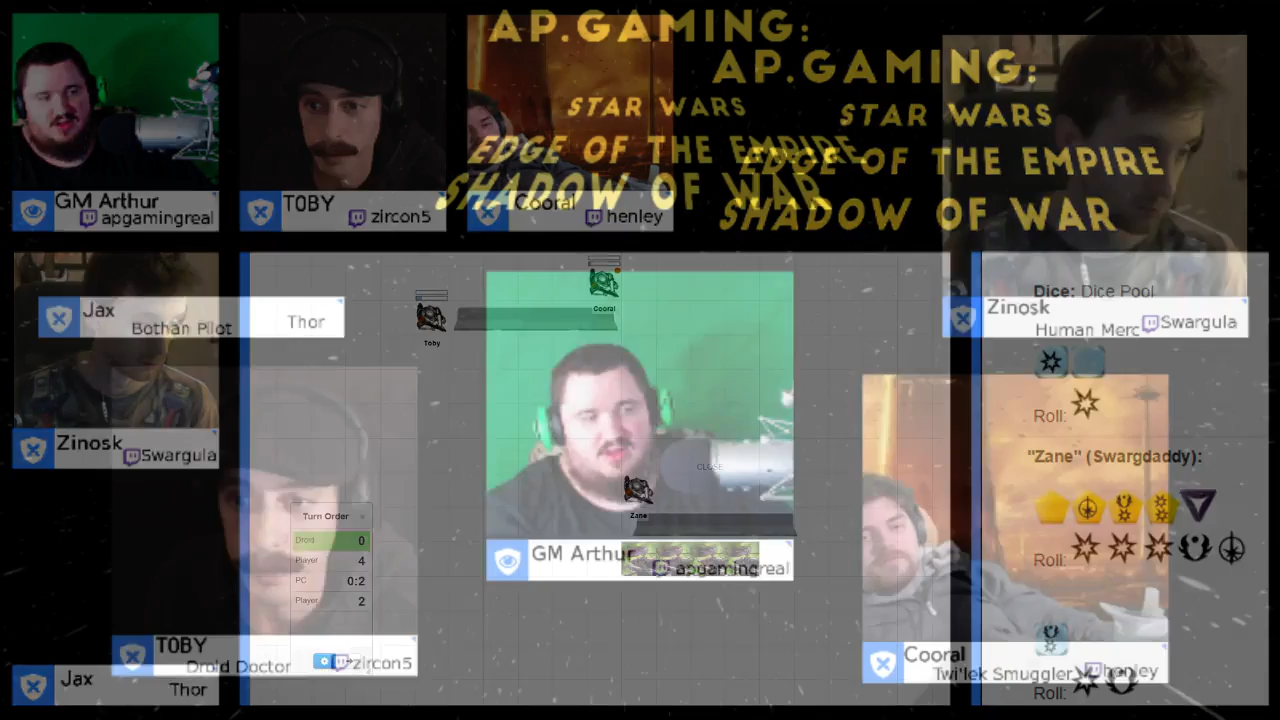 AP.GAMING:
AP.GAMING:
STAR WARS
STAR WARS
EDGE OF THE EMPIRE
EDGE OF THE EMPIRE
SHADOW OF WAR
SHADOW OF WAR
GM Arthur
apgamingreal
TOBY
zircon5
Cooral
henley
Jax
Bothan Pilot
Thor
Cooral
Toby
Dice: Dice Pool
Zinosk
Human Merc
Swargula
Roll:
Zinosk
Swargula
"Zane" (Swargdaddy):
CLOSE
Zane
Turn Order
Droid 0
Player 4
PC 0:2
Player 2
Roll:
GM Arthur
apgamingreal
TOBY
Droid Doctor
zircon5
Cooral
Twi'lek Smuggler
henley
Jax
Thor
Roll: